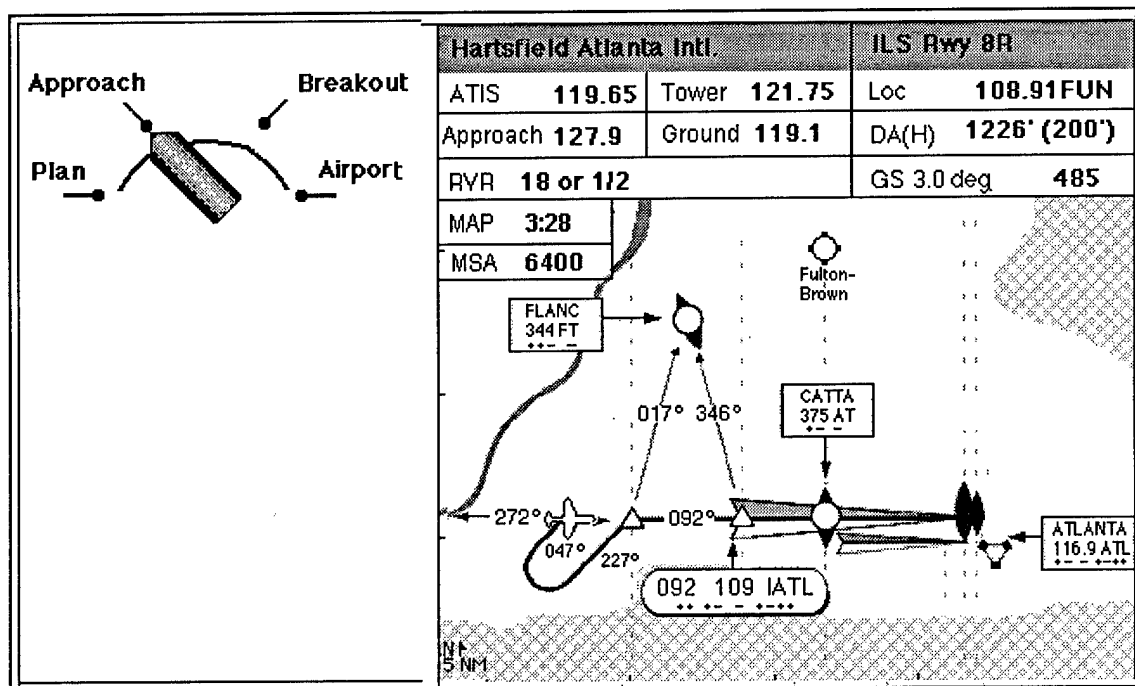 Approach
Breakout
Plan
Airport
Hartsfield Atlanta Intl.
ILS Rwy 8R
ATIS 119.65
Tower 121.75
Loc 108.91FUN
Approach 127.9
Ground 119.1
DA(H) 1226' (200')
RVR 18 or 1/2
GS 3.0 deg 485
MAP 3:28
MSA 6400
Fulton-
Brown
FLANC
344 FT
CATTA
375 AT
017° 346°
272°
092°
047°
227°
ATLANTA
116.9 ATL
092 109 IATL
N
5 NM